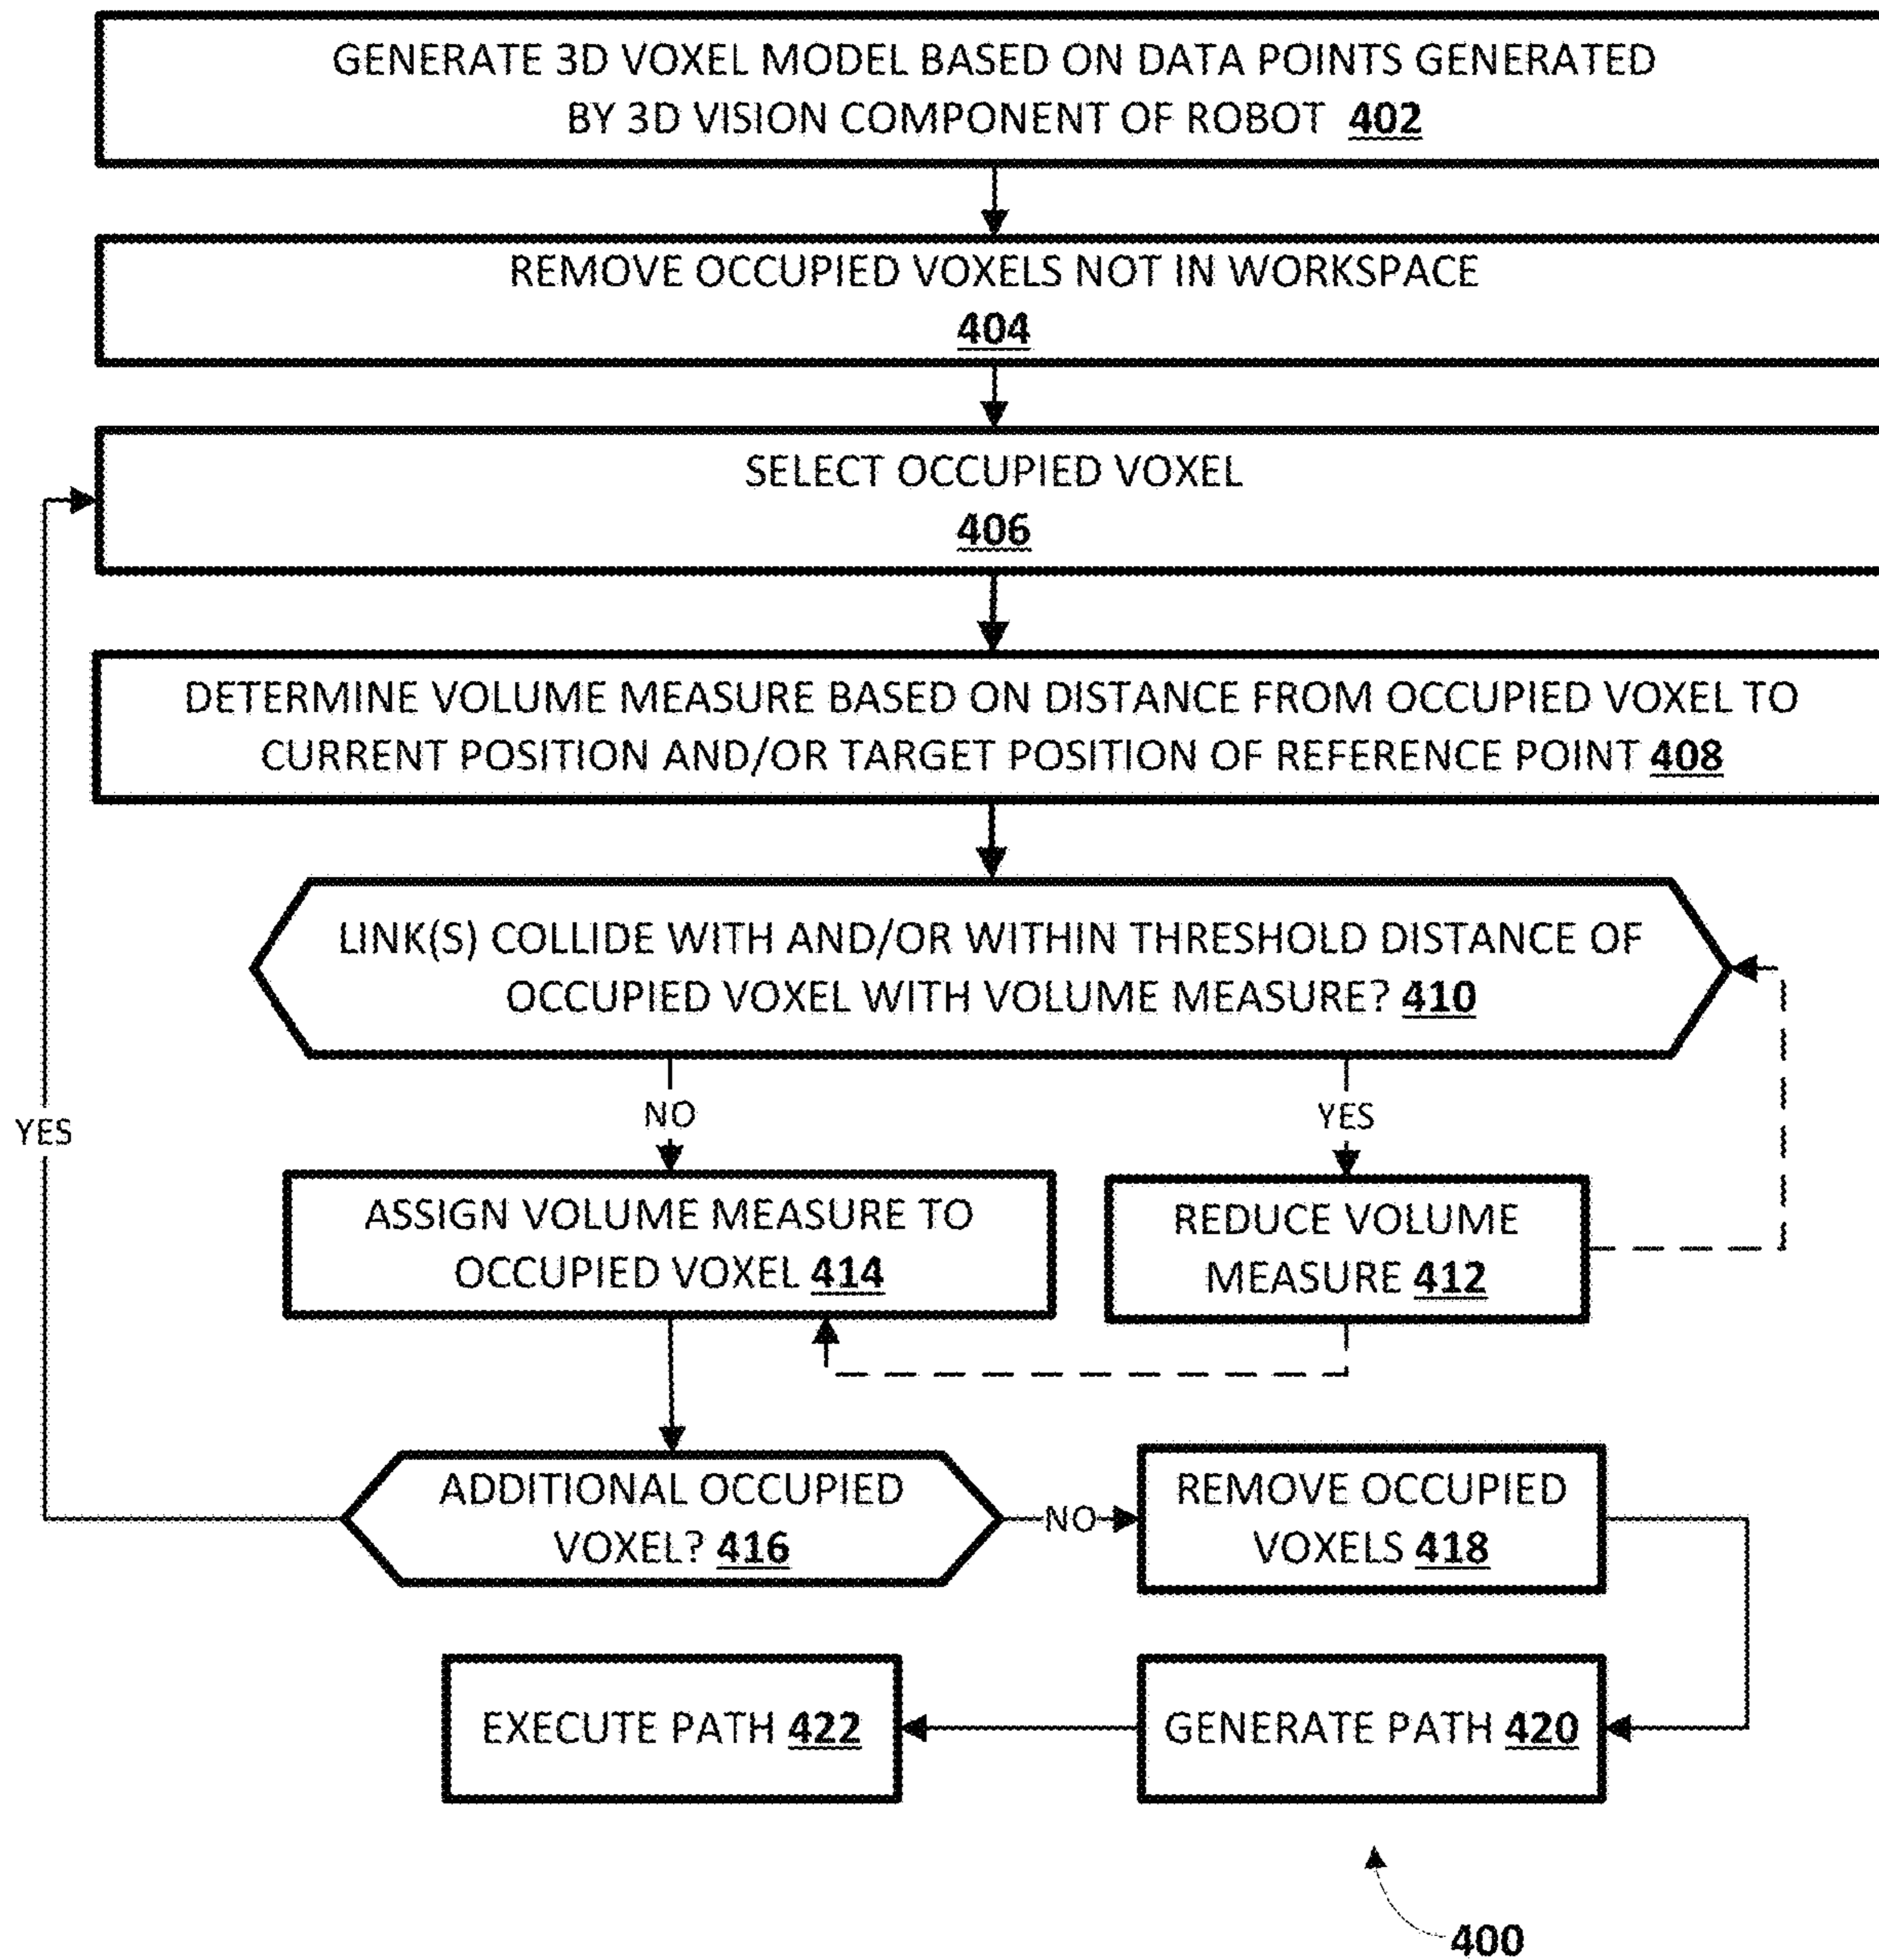 GENERATE 3D VOXEL MODEL BASED ON DATA POINTS GENERATED
BY 3D VISION COMPONENT OF ROBOT 402
REMOVE OCCUPIED VOXELS NOT IN WORKSPACE
404
SELECT OCCUPIED VOXEL
406
DETERMINE VOLUME MEASURE BASED ON DISTANCE FROM OCCUPIED VOXEL TO
CURRENT POSITION AND/OR TARGET POSITION OF REFERENCE POINT 408
LINK(S) COLLIDE WITH AND/OR WITHIN THRESHOLD DISTANCE OF
OCCUPIED VOXEL WITH VOLUME MEASURE? 410
NO
YES
YES
ASSIGN VOLUME MEASURE TO
OCCUPIED VOXEL 414
REDUCE VOLUME
MEASURE 412
ADDITIONAL OCCUPIED
VOXEL? 416
NO
REMOVE OCCUPIED
VOXELS 418
GENERATE PATH 420
EXECUTE PATH 422
400